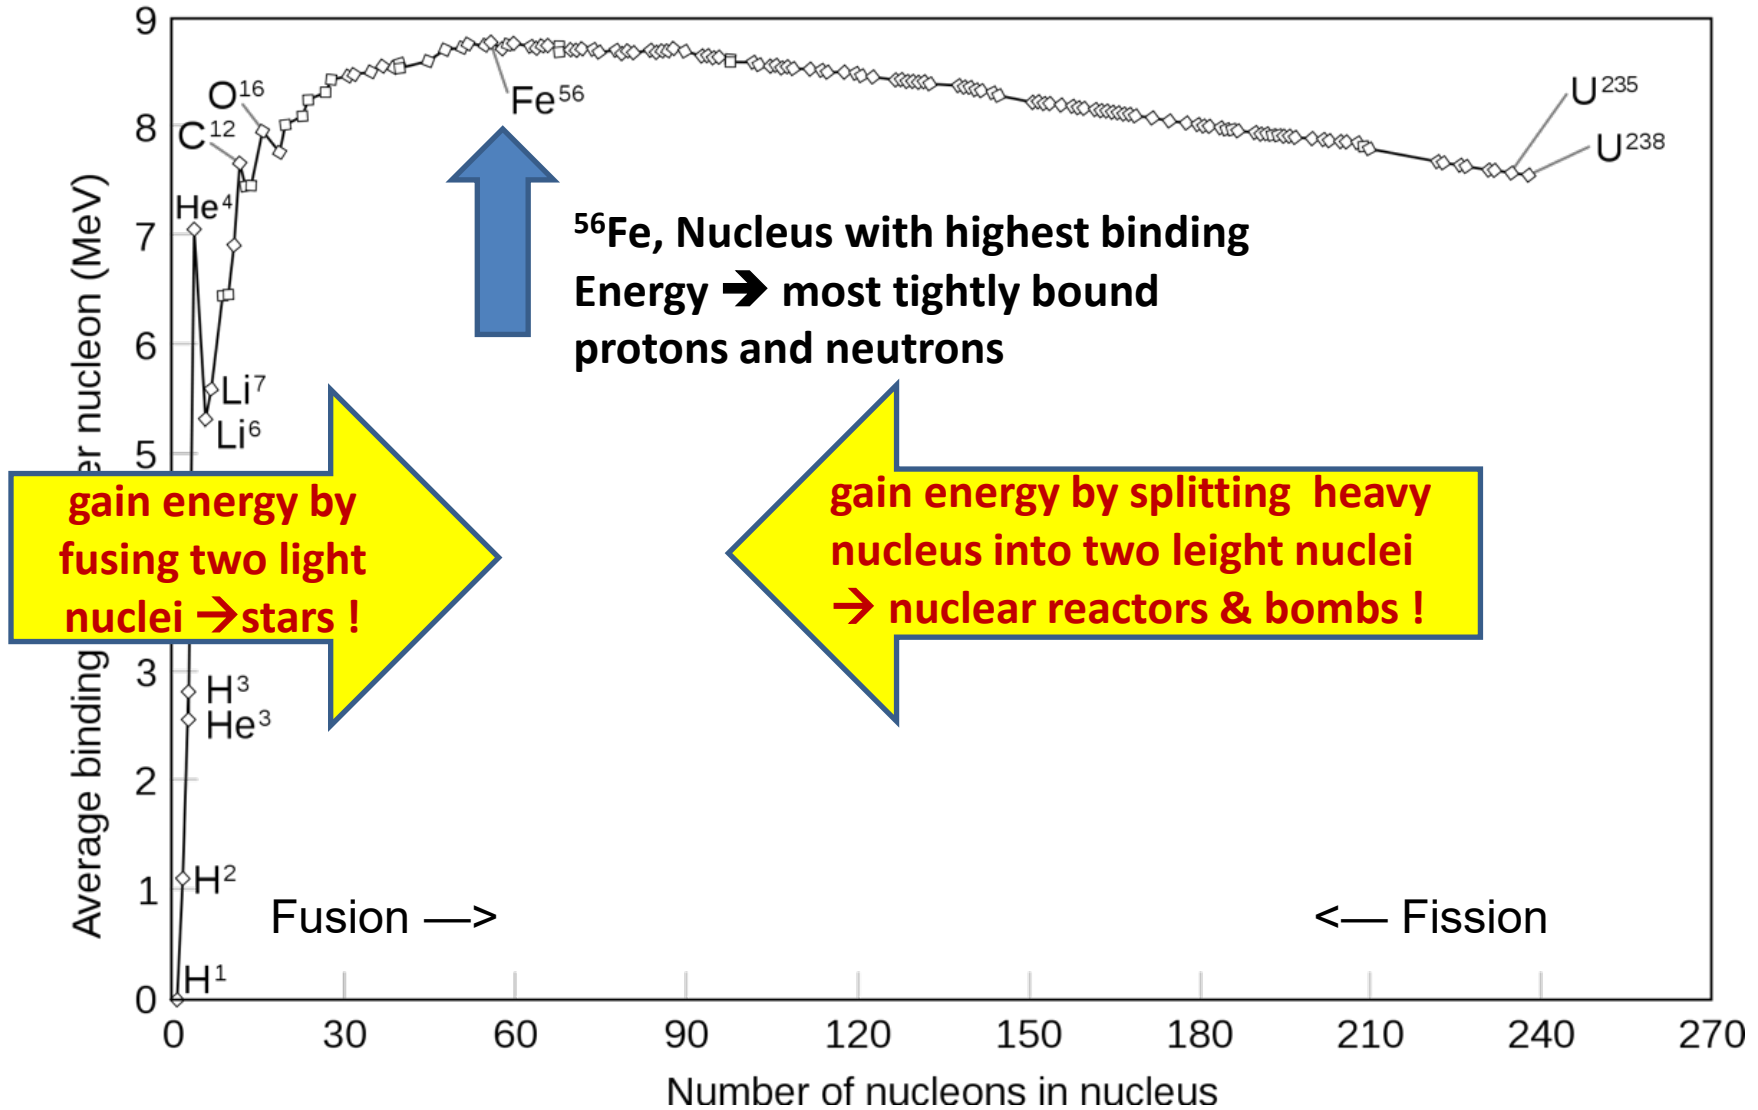 9
8
7
6
5
3
2
1
0
Average binding
er nucleon (MeV)
O¹⁶
C¹²
He⁴
Li⁷
Li⁶
H³
He³
H²
H¹
Fe⁵⁶
U²³⁵
U²³⁸
⁵⁶Fe, Nucleus with highest binding
Energy ➔ most tightly bound
protons and neutrons
gain energy by
fusing two light
nuclei →stars !
gain energy by splitting heavy
nucleus into two leight nuclei
→ nuclear reactors & bombs !
Fusion —>
<— Fission
0 30 60 90 120 150 180 210 240 270
Number of nucleons in nucleus